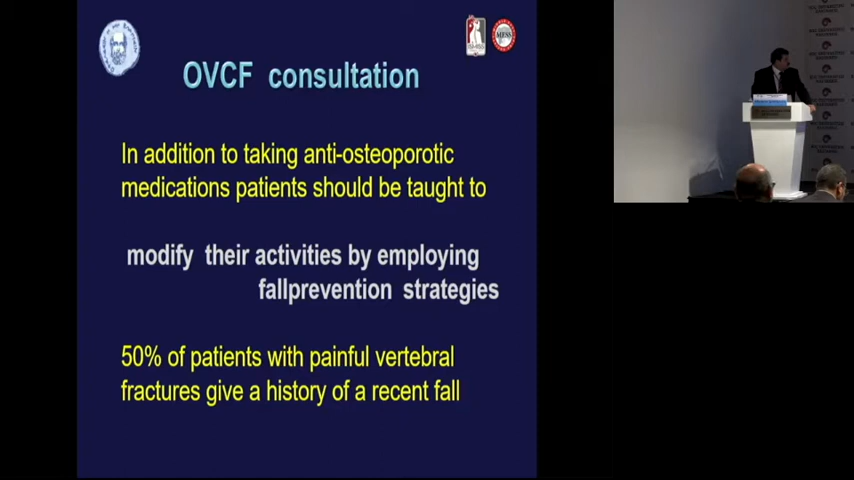 OVCF consultation
In addition to taking anti-osteoporotic
medications patients should be taught to
modify their activities by employing
fallprevention strategies
50% of patients with painful vertebral
fractures give a history of a recent fall
MESS